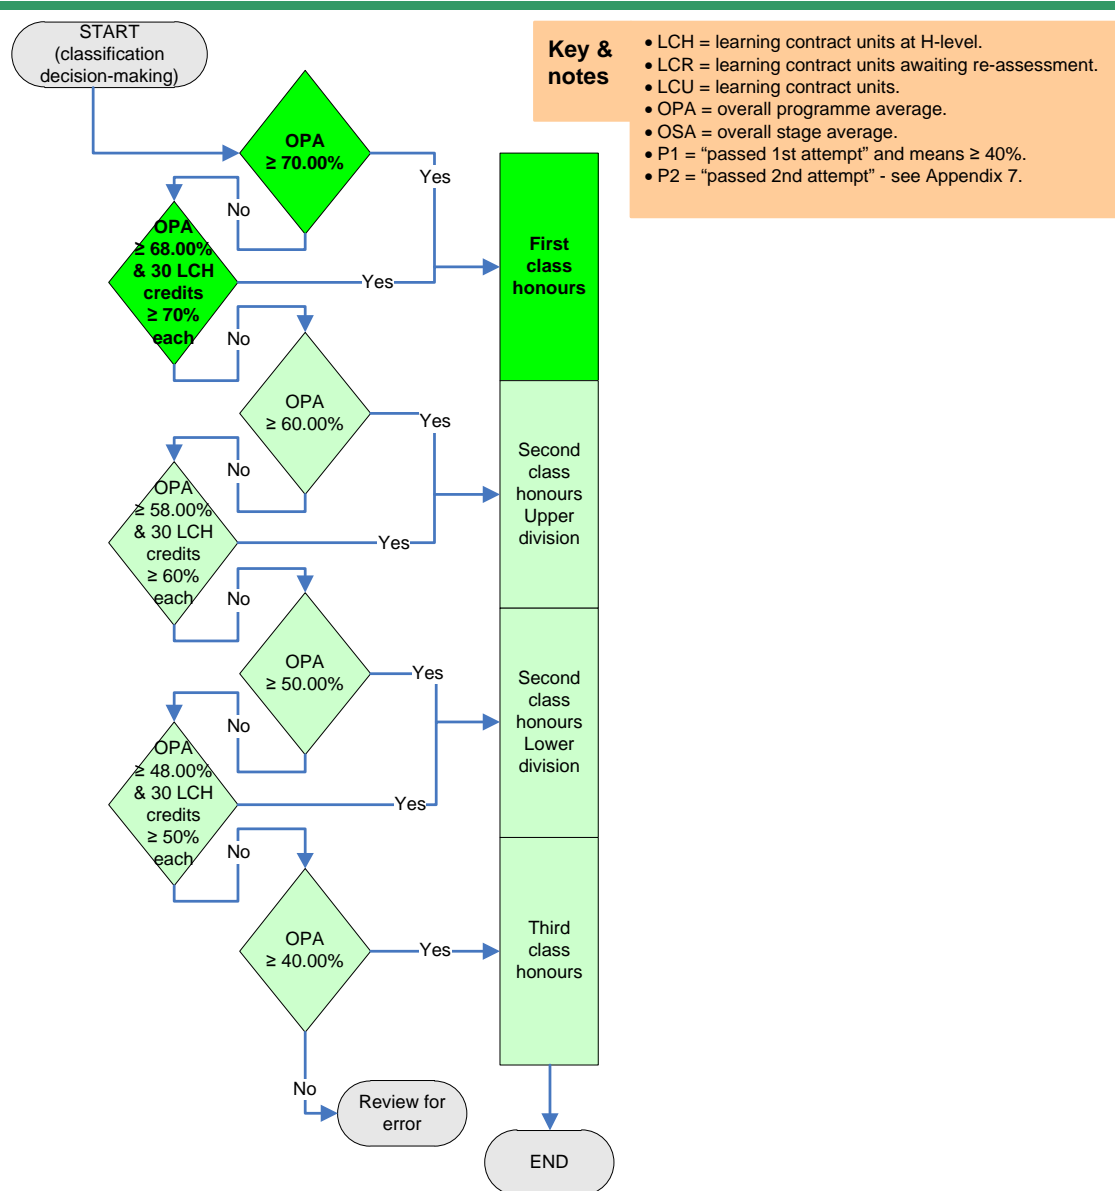 START
(classification
decision-making)
Key &
notes
• LCH = learning contract units at H-level.
• LCR = learning contract units awaiting re-assessment.
• LCU = learning contract units.
• OPA = overall programme average.
• OSA = overall stage average.
• P1 = “passed 1st attempt” and means ≥ 40%.
• P2 = “passed 2nd attempt” - see Appendix 7.
OPA
≥ 70.00%
Yes
No
OPA
≥ 68.00%
& 30 LCH
credits
≥ 70%
each
Yes
First
class
honours
No
OPA
≥ 60.00%
Yes
No
OPA
≥ 58.00%
& 30 LCH
credits
≥ 60%
each
Yes
Second
class
honours
Upper
division
No
OPA
≥ 50.00%
Yes
No
OPA
≥ 48.00%
& 30 LCH
credits
≥ 50%
each
Yes
Second
class
honours
Lower
division
No
OPA
≥ 40.00%
Yes
Third
class
honours
No
Review for
error
END